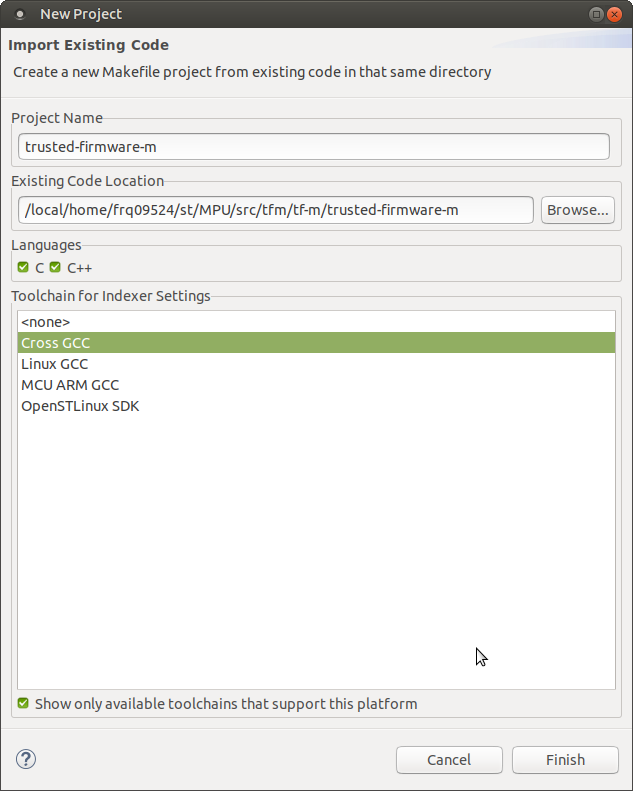 New Project
Import Existing Code
Create a new Makefile project from existing code in that same directory
Project Name
trusted-firmware-m
Existing Code Location
/local/home/frq09524/st/MPU/src/tfm/tf-m/trusted-firmware-m Browse...
Languages
C C++
Toolchain for Indexer Settings
<none>
Cross GCC
Linux GCC
MCU ARM GCC
OpenSTLinux SDK
Show only available toolchains that support this platform
? Cancel Finish